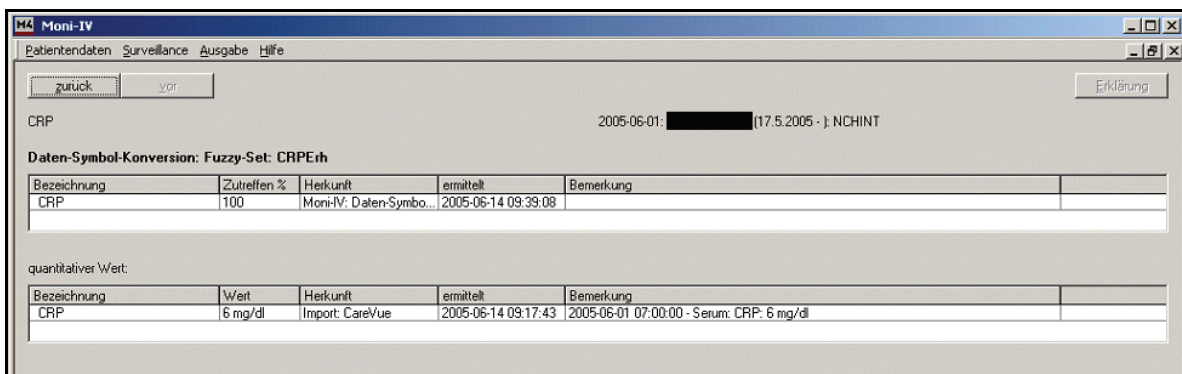 M4 Moni-IV
Patientendaten Surveillance Ausgabe Hilfe
zurück vor Erklärung
CRP 2005-06-01: (17.5.2005 - ): NCHINT
Daten-Symbol-Konversion: Fuzzy-Set: CRPErh
Bezeichnung Zutreffen % Herkunft ermittelt Bemerkung
CRP 100 Moni-IV: Daten-Symbo... 2005-06-14 09:39:08
quantitativer Wert:
Bezeichnung Wert Herkunft ermittelt Bemerkung
CRP 6 mg/dl Import: CareVue 2005-06-14 09:17:43 2005-06-01 07:00:00 - Serum: CRP: 6 mg/dl